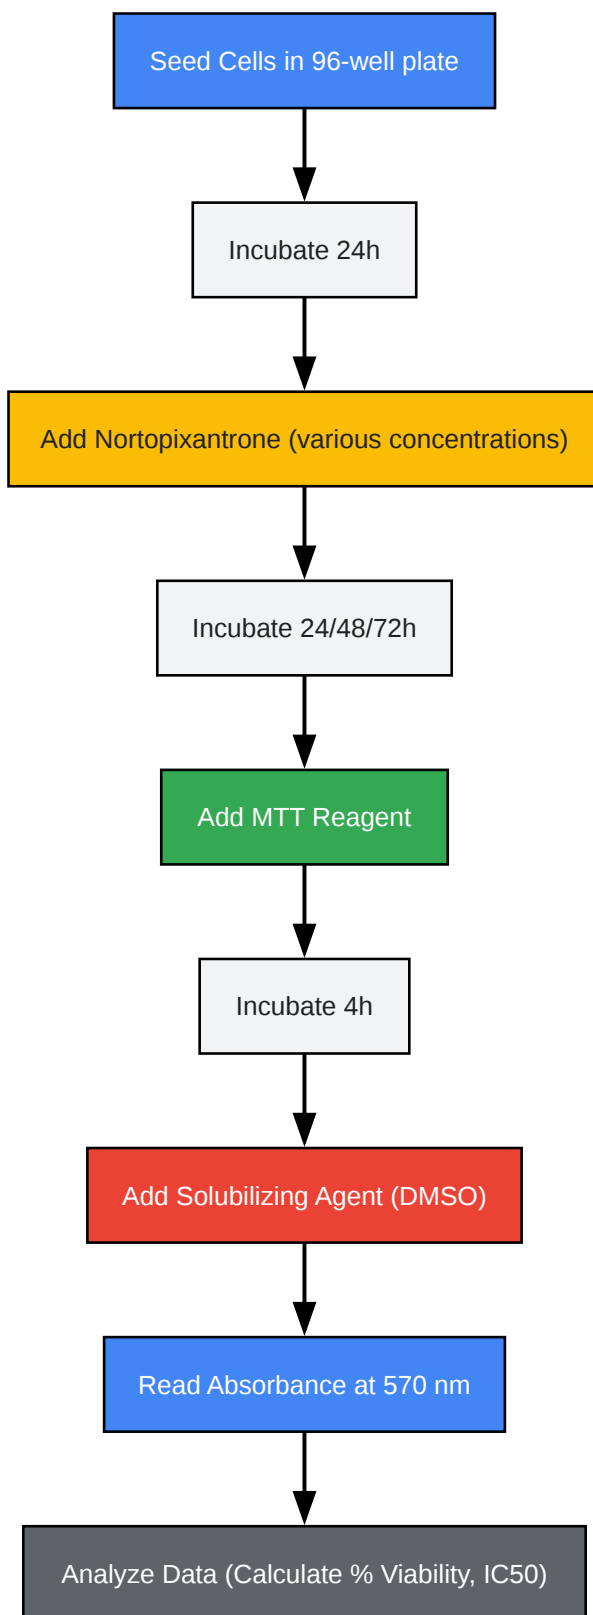 Seed Cells in 96-well plate
Incubate 24h
Add Nortopixantrone (various concentrations)
Incubate 24/48/72h
Add MTT Reagent
Incubate 4h
Add Solubilizing Agent (DMSO)
Read Absorbance at 570 nm
Analyze Data (Calculate % Viability, IC50)